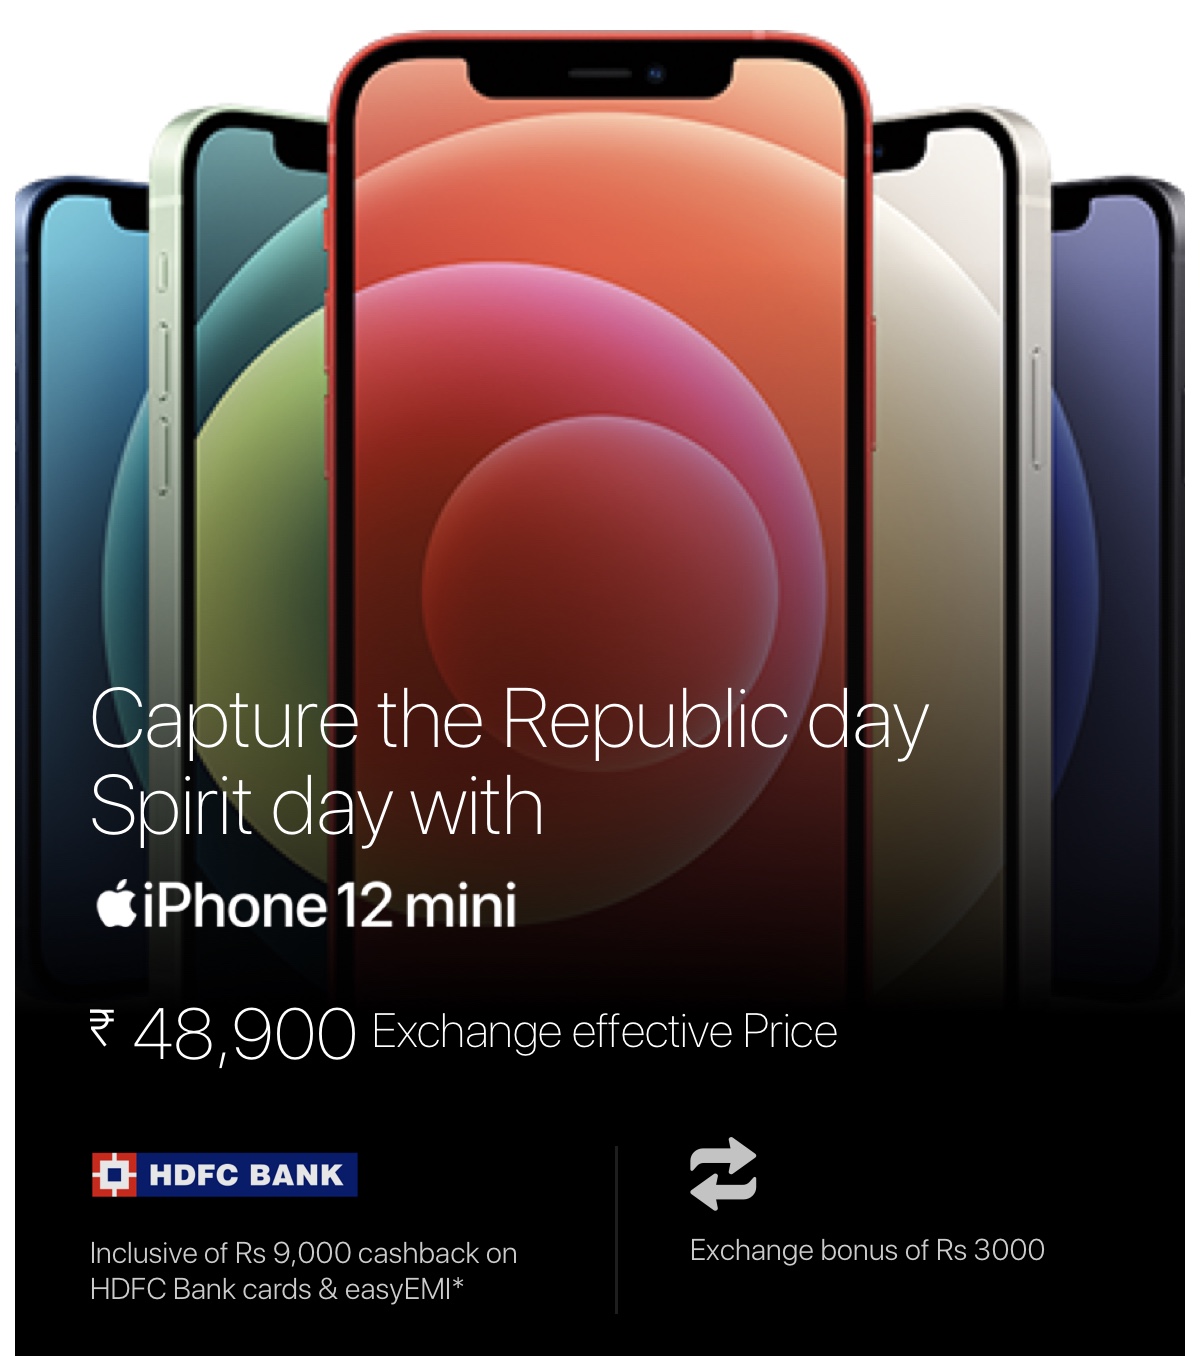 Capture the Republic day
Spirit day with
iPhone 12 mini
₹ 48,900 Exchange effective Price
HDFC BANK
Inclusive of Rs 9,000 cashback on
HDFC Bank cards & easyEMI*
Exchange bonus of Rs 3000